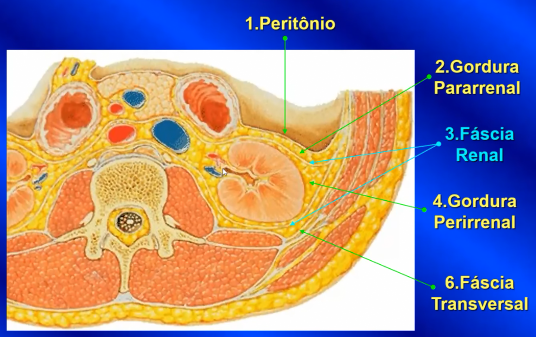 1.Peritônio
2.Gordura
Pararrenal
3.Fáscia
Renal
4.Gordura
Perirrenal
6.Fáscia
Transversal